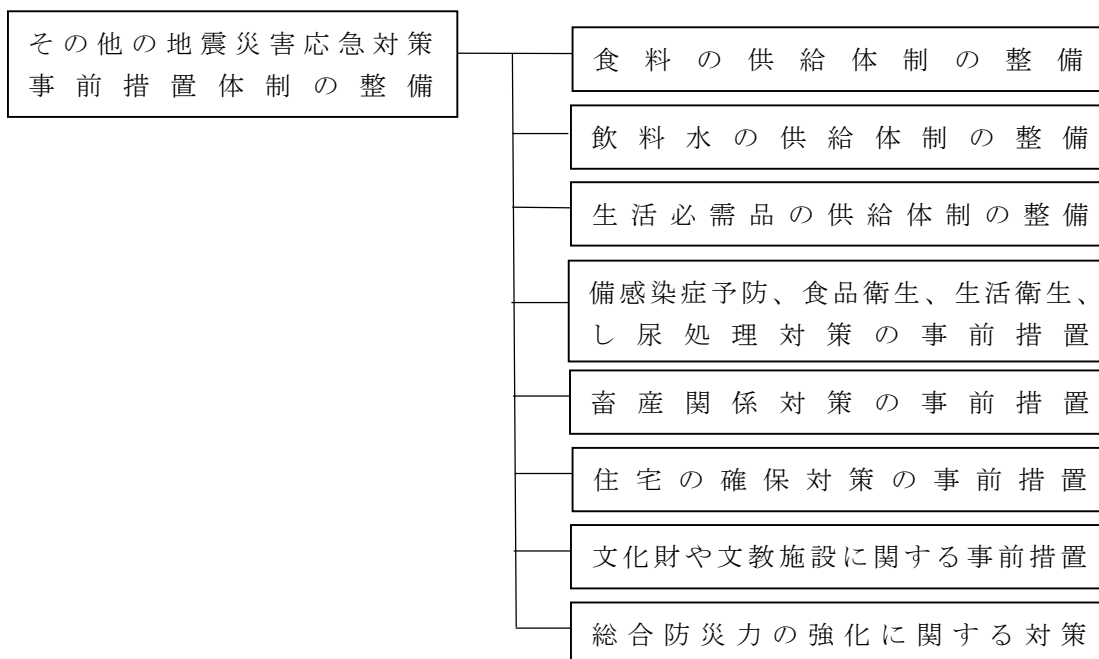 その他の地震災害応急対策
事前措置体制の整備
食料の供給体制の整備
飲料水の供給体制の整備
生活必需品の供給体制の整備
備感染症予防、食品衛生、生活衛生、
し尿処理対策の事前措置
畜産関係対策の事前措置
住宅の確保対策の事前措置
文化財や文教施設に関する事前措置
総合防災力の強化に関する対策